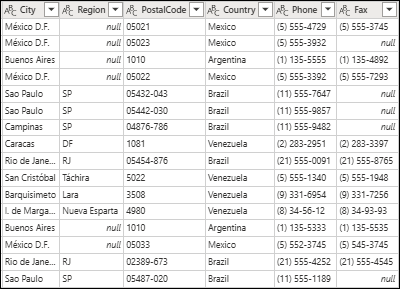 City Region PostalCode Country Phone Fax
México D.F. null 05021 Mexico (5) 555-4729 (5) 555-3745
México D.F. null 05023 Mexico (5) 555-3932 null
Buenos Aires null 1010 Argentina (1) 135-5555 (1) 135-4892
México D.F. null 05022 Mexico (5) 555-3392 (5) 555-7293
Sao Paulo SP 05432-043 Brazil (11) 555-7647 null
Sao Paulo SP 05442-030 Brazil (11) 555-9857 null
Campinas SP 04876-786 Brazil (11) 555-9482 null
Caracas DF 1081 Venezuela (2) 283-2951 (2) 283-3397
Rio de Jane... RJ 05454-876 Brazil (21) 555-0091 (21) 555-8765
San Cristóbal Táchira 5022 Venezuela (5) 555-1340 (5) 555-1948
Barquisimeto Lara 3508 Venezuela (9) 331-6954 (9) 331-7256
I. de Marga... Nueva Esparta 4980 Venezuela (8) 34-56-12 (8) 34-93-93
Buenos Aires null 1010 Argentina (1) 135-5333 (1) 135-5535
México D.F. null 05033 Mexico (5) 552-3745 (5) 545-3745
Rio de Jane... RJ 02389-673 Brazil (21) 555-4252 (21) 555-4545
Sao Paulo SP 05487-020 Brazil (11) 555-1189 null